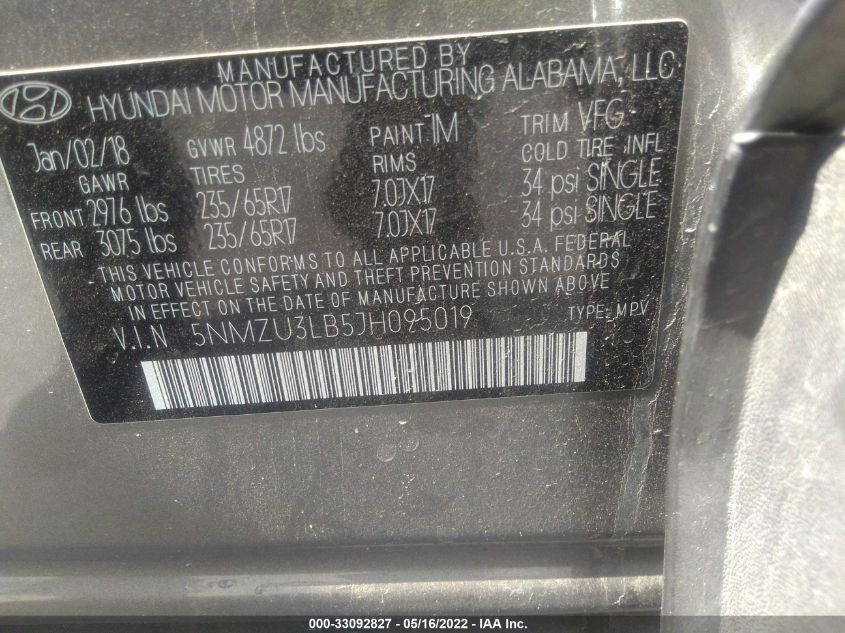 MANUFACTURED BY
HYUNDAI MOTOR MANUFACTURING ALABAMA, LLC
Jan/02/18 GVWR 4872 lbs PAINT 1M TRIM VFG
GAWR TIRES RIMS COLD TIRE INFL
FRONT 2976 lbs 235/65R17 7.0JX17 34 psi SINGLE
REAR 3075 lbs 235/65R17 7.0JX17 34 psi SINGLE
THIS VEHICLE CONFORMS TO ALL APPLICABLE U.S.A. FEDERAL
MOTOR VEHICLE SAFETY AND THEFT PREVENTION STANDARDS
IN EFFECT ON THE DATE OF MANUFACTURE SHOWN ABOVE
V.I.N 5NMZU3LB5JH095019 TYPE: MPV
000-33092827 - 05/16/2022 - IAA Inc.